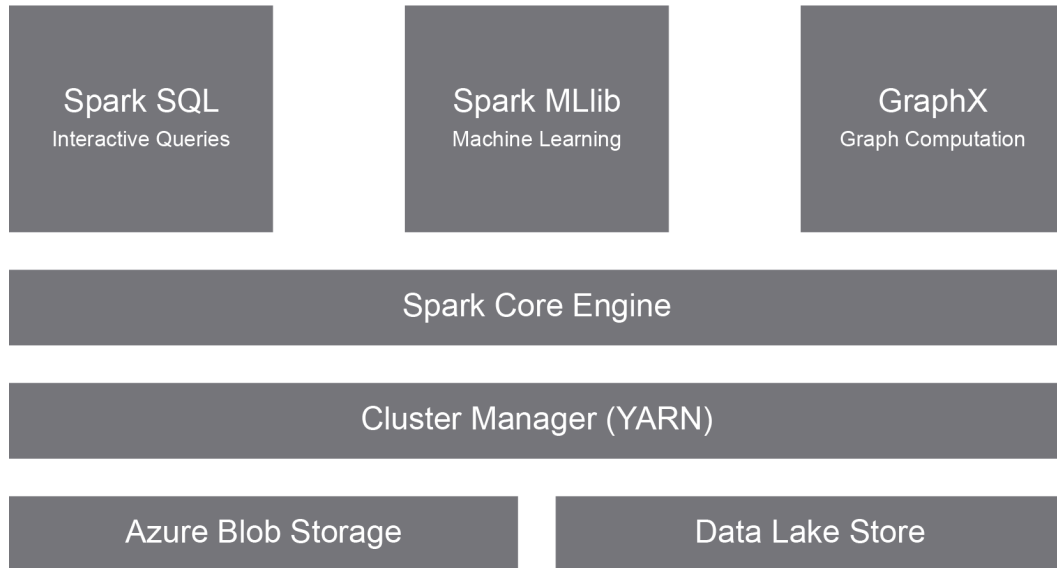 Spark SQL
Interactive Queries
Spark MLlib
Machine Learning
GraphX
Graph Computation
Spark Core Engine
Cluster Manager (YARN)
Azure Blob Storage
Data Lake Store